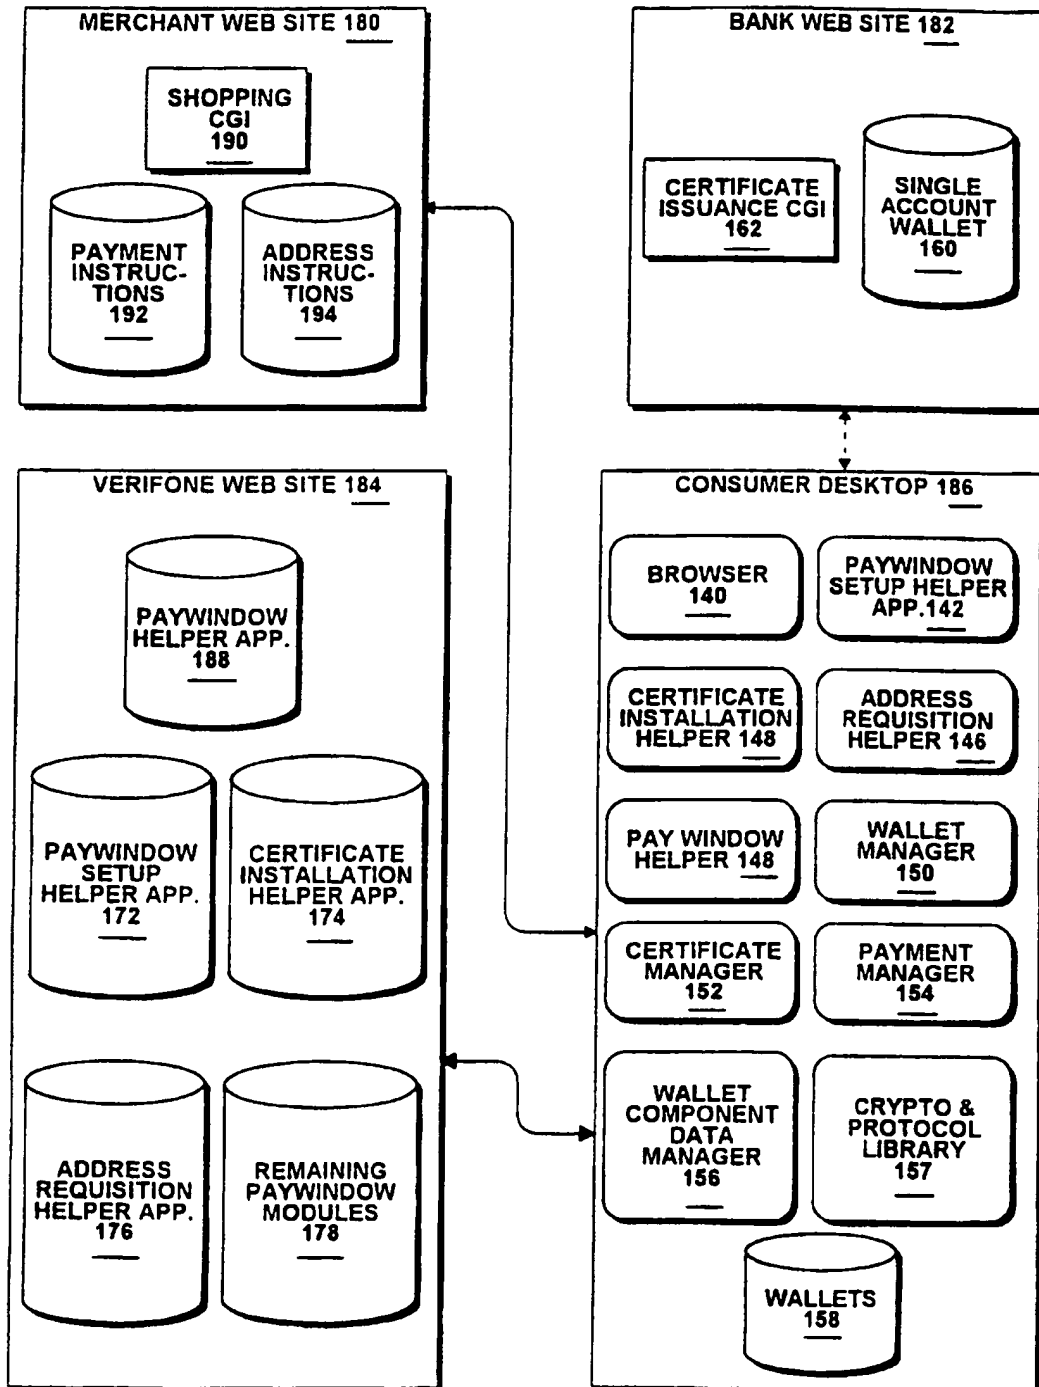 MERCHANT WEB SITE 180
SHOPPING
CGI
190
PAYMENT
INSTRUC-
TIONS
192
ADDRESS
INSTRUC-
TIONS
194
BANK WEB SITE 182
CERTIFICATE
ISSUANCE CGI
162
SINGLE
ACCOUNT
WALLET
160
VERIFONE WEB SITE 184
PAYWINDOW
HELPER APP.
188
PAYWINDOW
SETUP
HELPER APP.
172
CERTIFICATE
INSTALLATION
HELPER APP.
174
ADDRESS
REQUISITION
HELPER APP.
176
REMAINING
PAYWINDOW
MODULES
178
CONSUMER DESKTOP 186
BROWSER
140
PAYWINDOW
SETUP HELPER
APP.142
CERTIFICATE
INSTALLATION
HELPER 148
ADDRESS
REQUISITION
HELPER 146
PAY WINDOW
HELPER 148
WALLET
MANAGER
150
CERTIFICATE
MANAGER
152
PAYMENT
MANAGER
154
WALLET
COMPONENT
DATA
MANAGER
156
CRYPTO &
PROTOCOL
LIBRARY
157
WALLETS
158